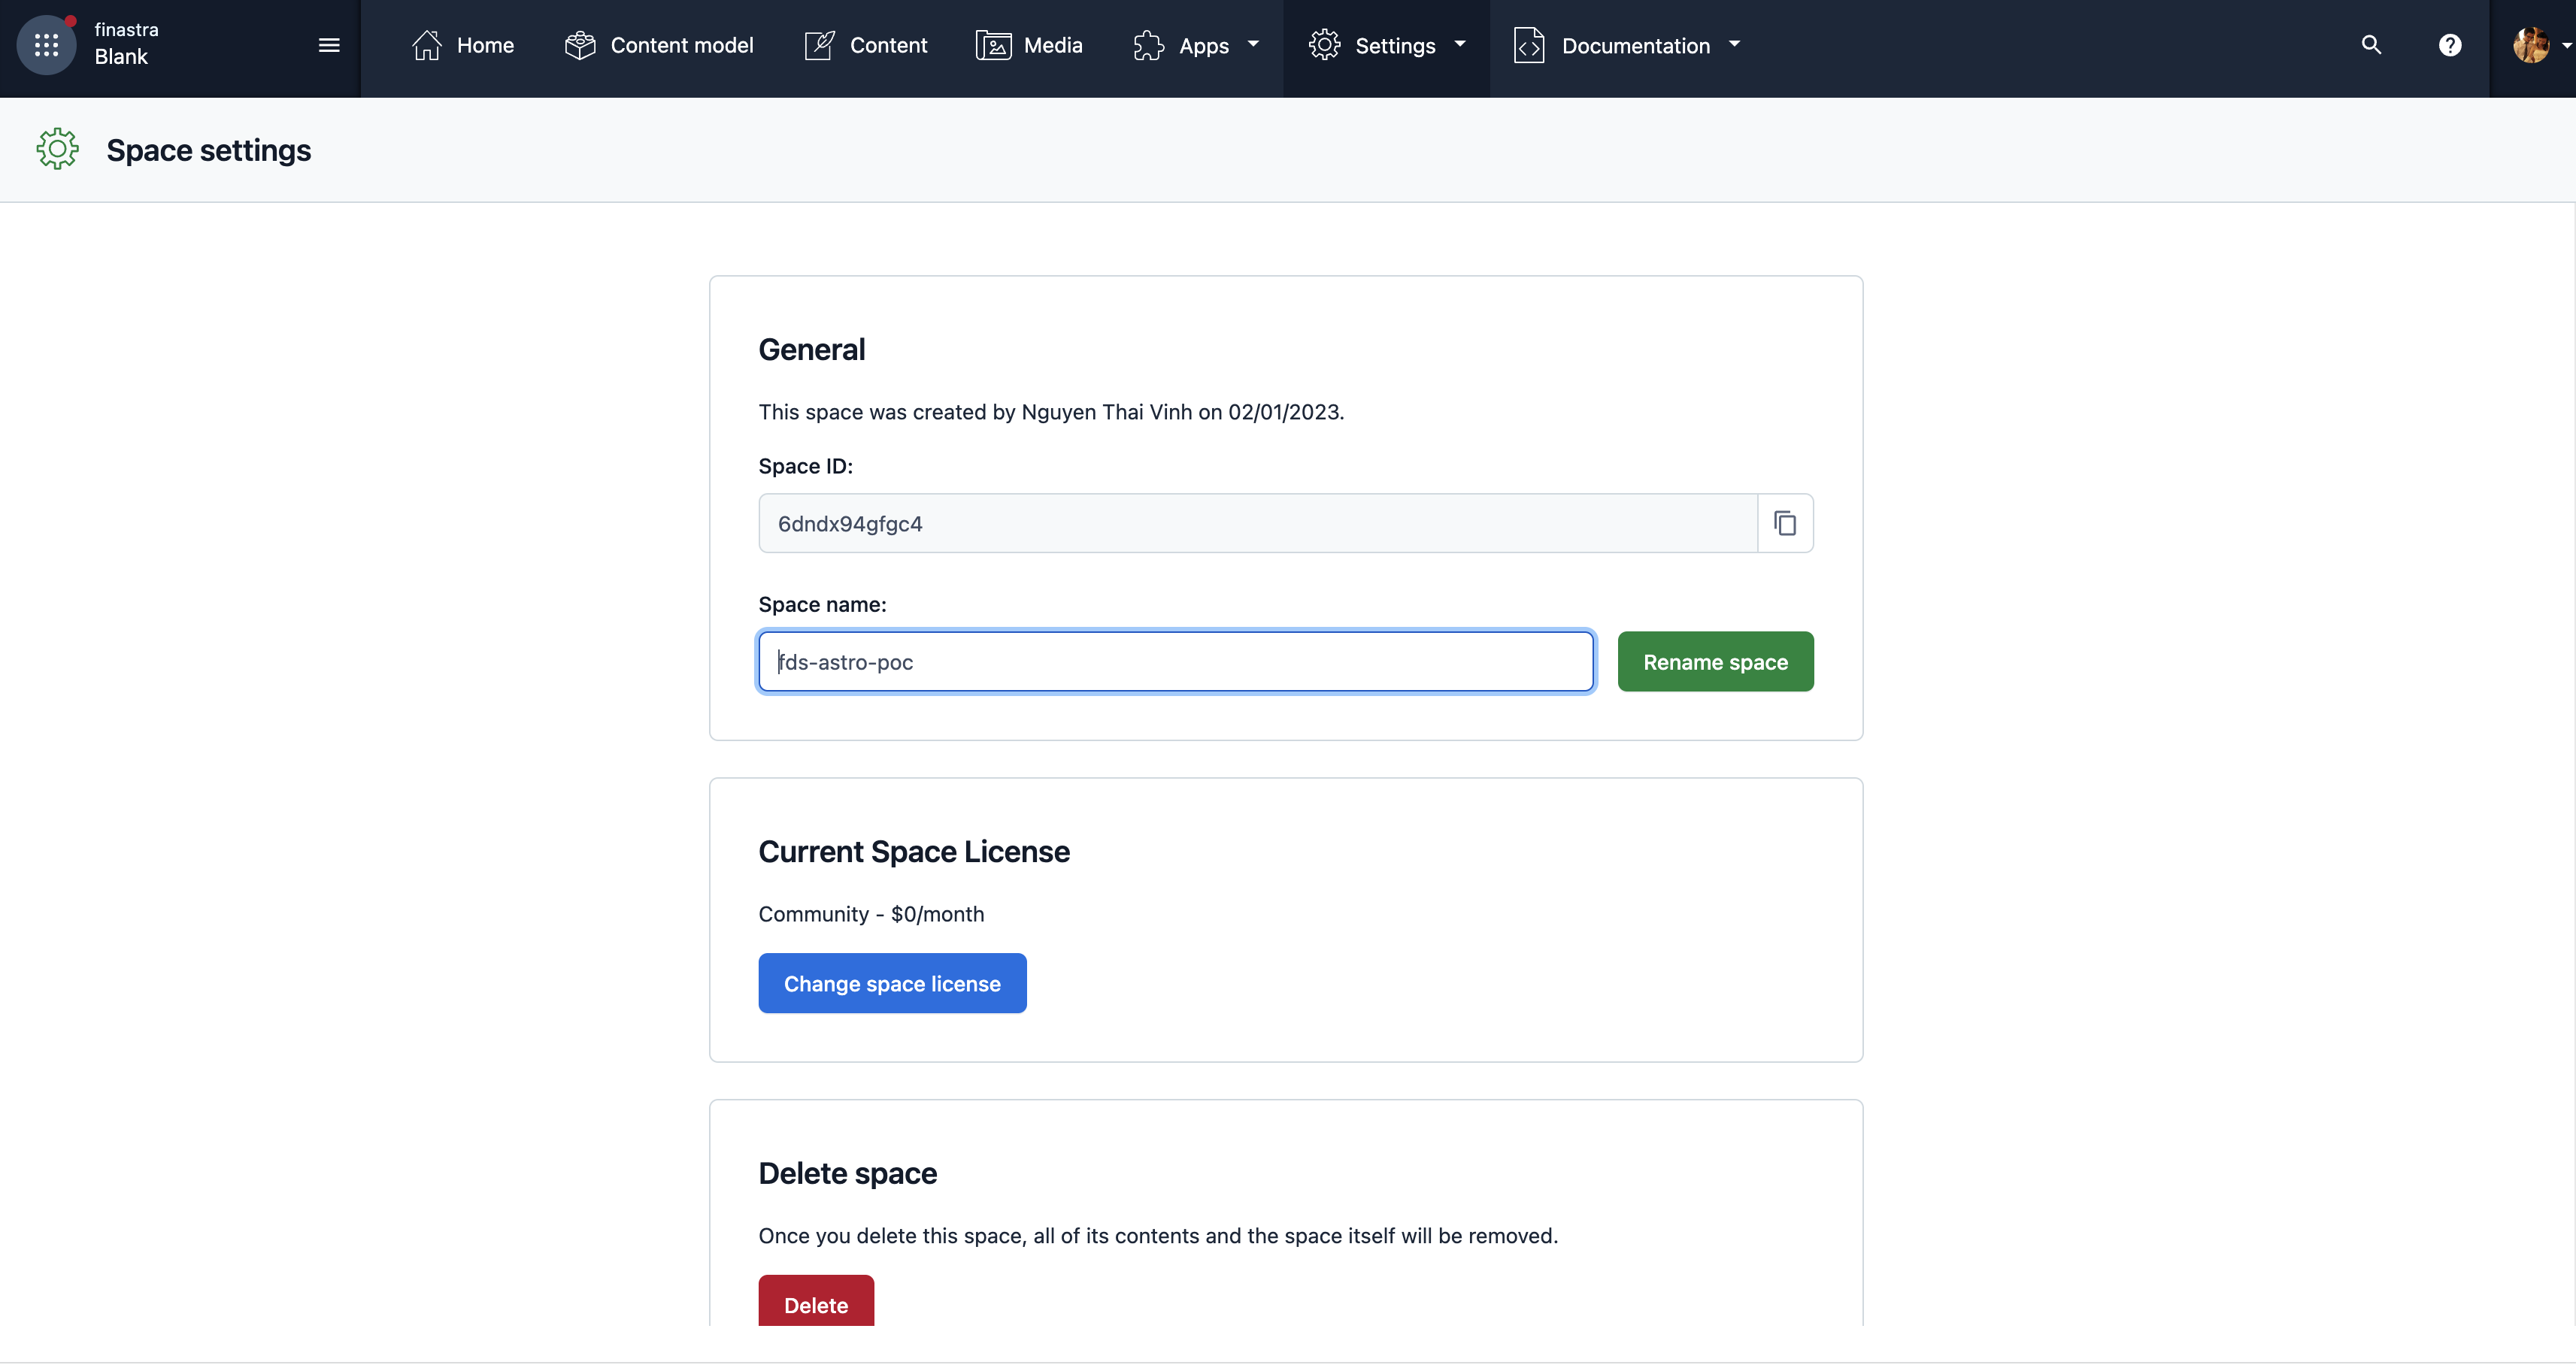 finastra
Blank
Home
Content model
Content
Media
Apps
Settings
Documentation
Space settings
General
This space was created by Nguyen Thai Vinh on 02/01/2023.
Space ID:
6dndx94gfgc4
Space name:
fds-astro-poc
Rename space
Current Space License
Community - $0/month
Change space license
Delete space
Once you delete this space, all of its contents and the space itself will be removed.
Delete